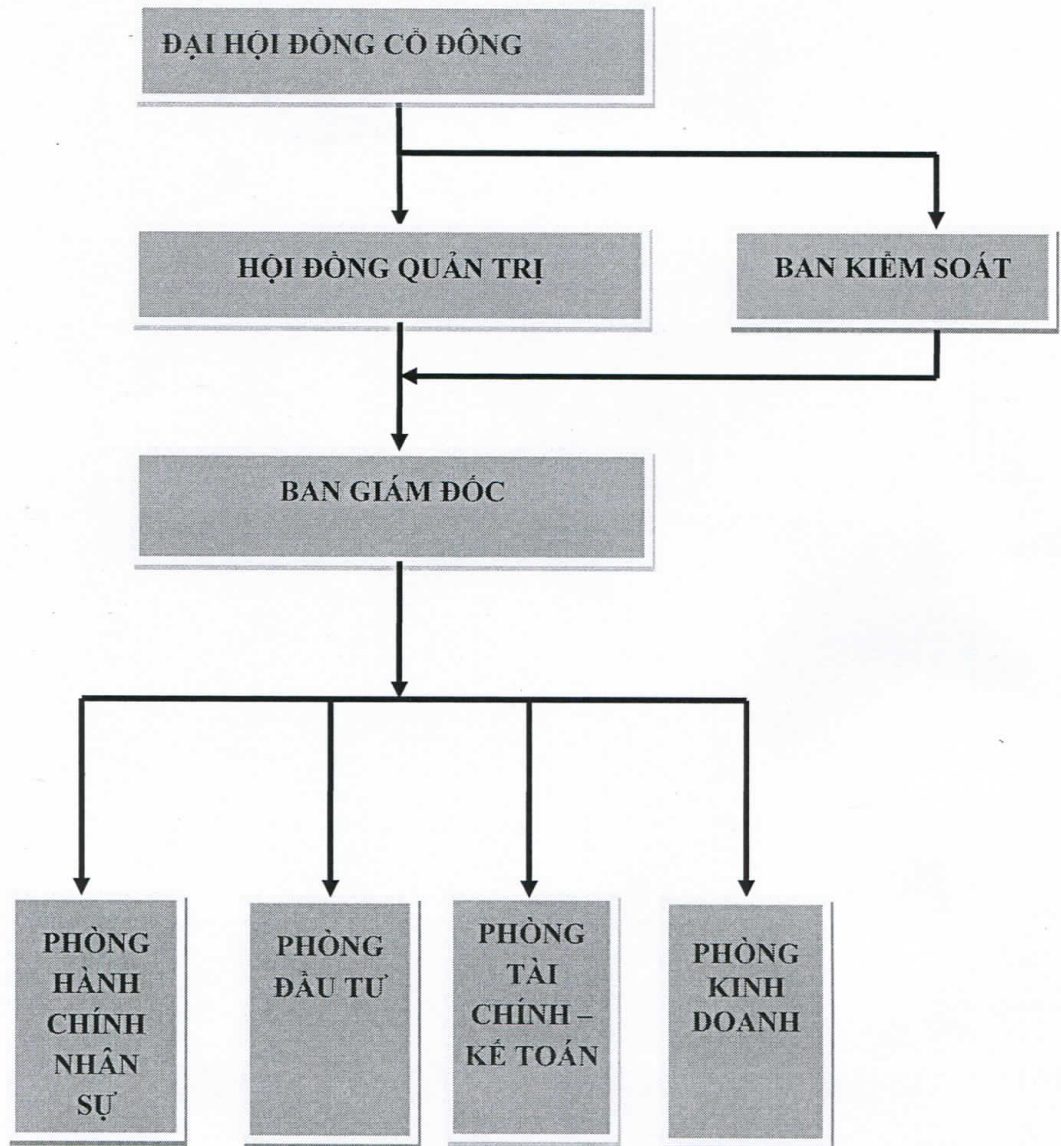 ĐẠI HỘI ĐỒNG CỔ ĐÔNG
HỘI ĐỒNG QUẢN TRỊ
BAN KIỂM SOÁT
BAN GIÁM ĐỐC
PHÒNG
HÀNH
CHÍNH
NHÂN
SỰ
PHÒNG
ĐẦU TƯ
PHÒNG
TÀI
CHÍNH –
KẾ TOÁN
PHÒNG
KINH
DOANH